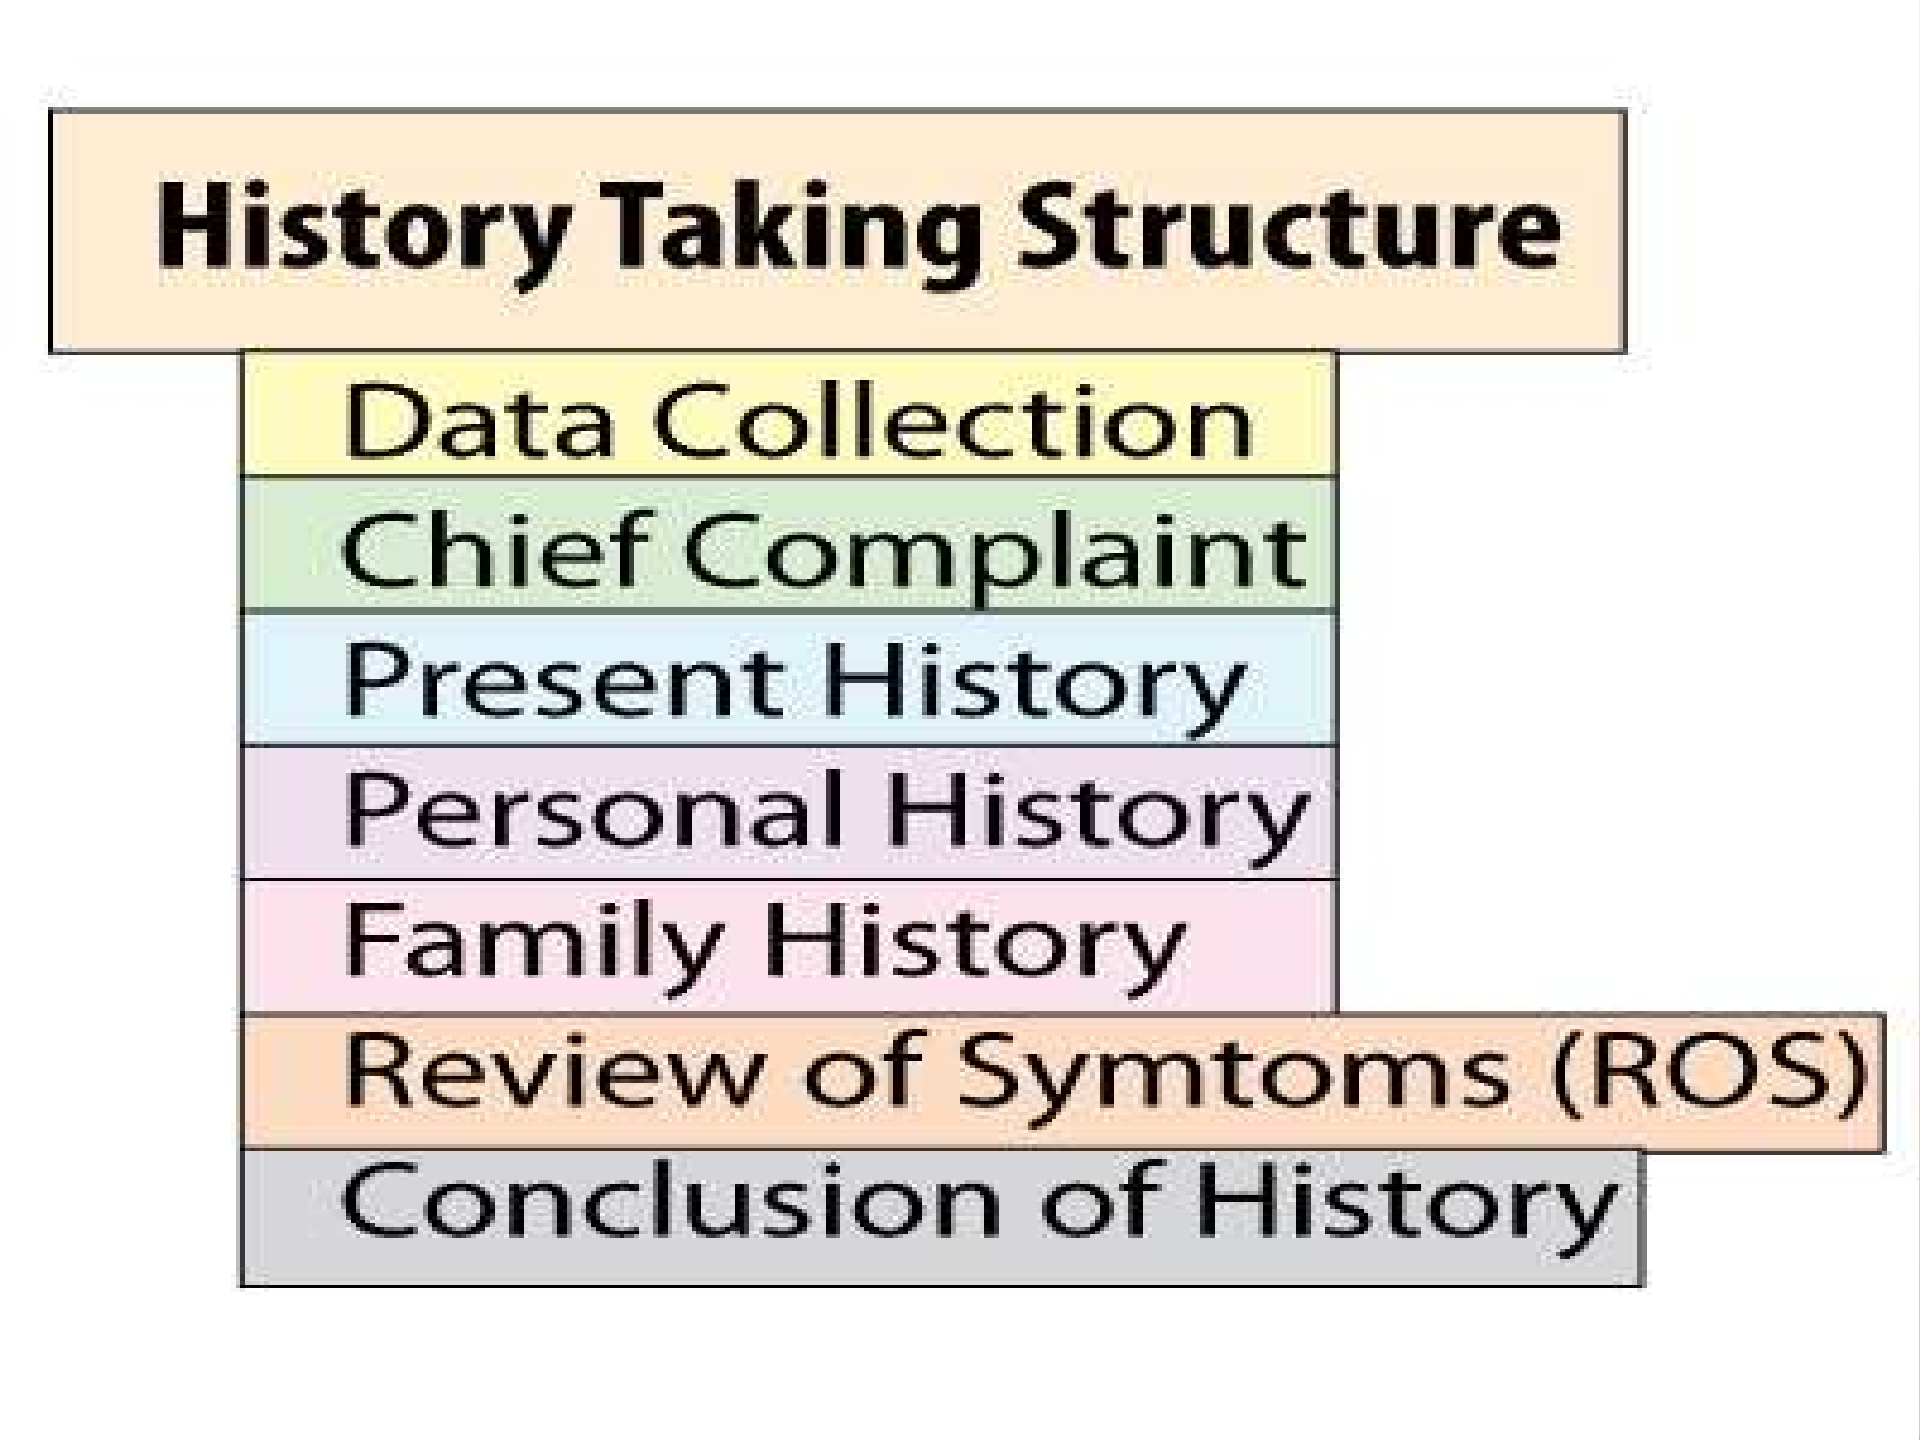 History Taking Structure
Data Collection
Chief Complaint
Present History
Personal History
Family History
Review of Symtoms (ROS)
Conclusion of History